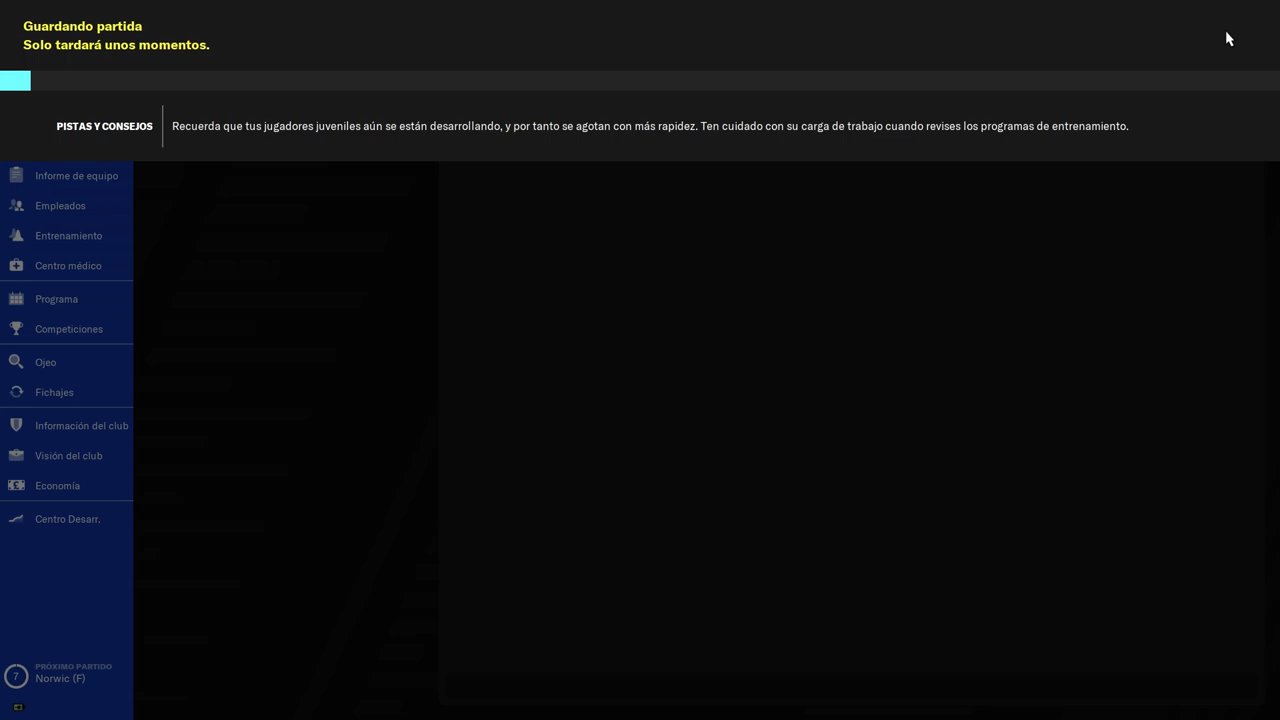 Guardando partida
Solo tardará unos momentos.
PISTAS Y CONSEJOS
Recuerda que tus jugadores juveniles aún se están desarrollando, y por tanto se agotan con más rapidez. Ten cuidado con su carga de trabajo cuando revises los programas de entrenamiento.
Informe de equipo
Empleados
Entrenamiento
Centro médico
Programa
Competiciones
Ojeo
Fichajes
Información del club
Visión del club
Economía
Centro Desarr.
PRÓXIMO PARTIDO
7
Norwic (F)